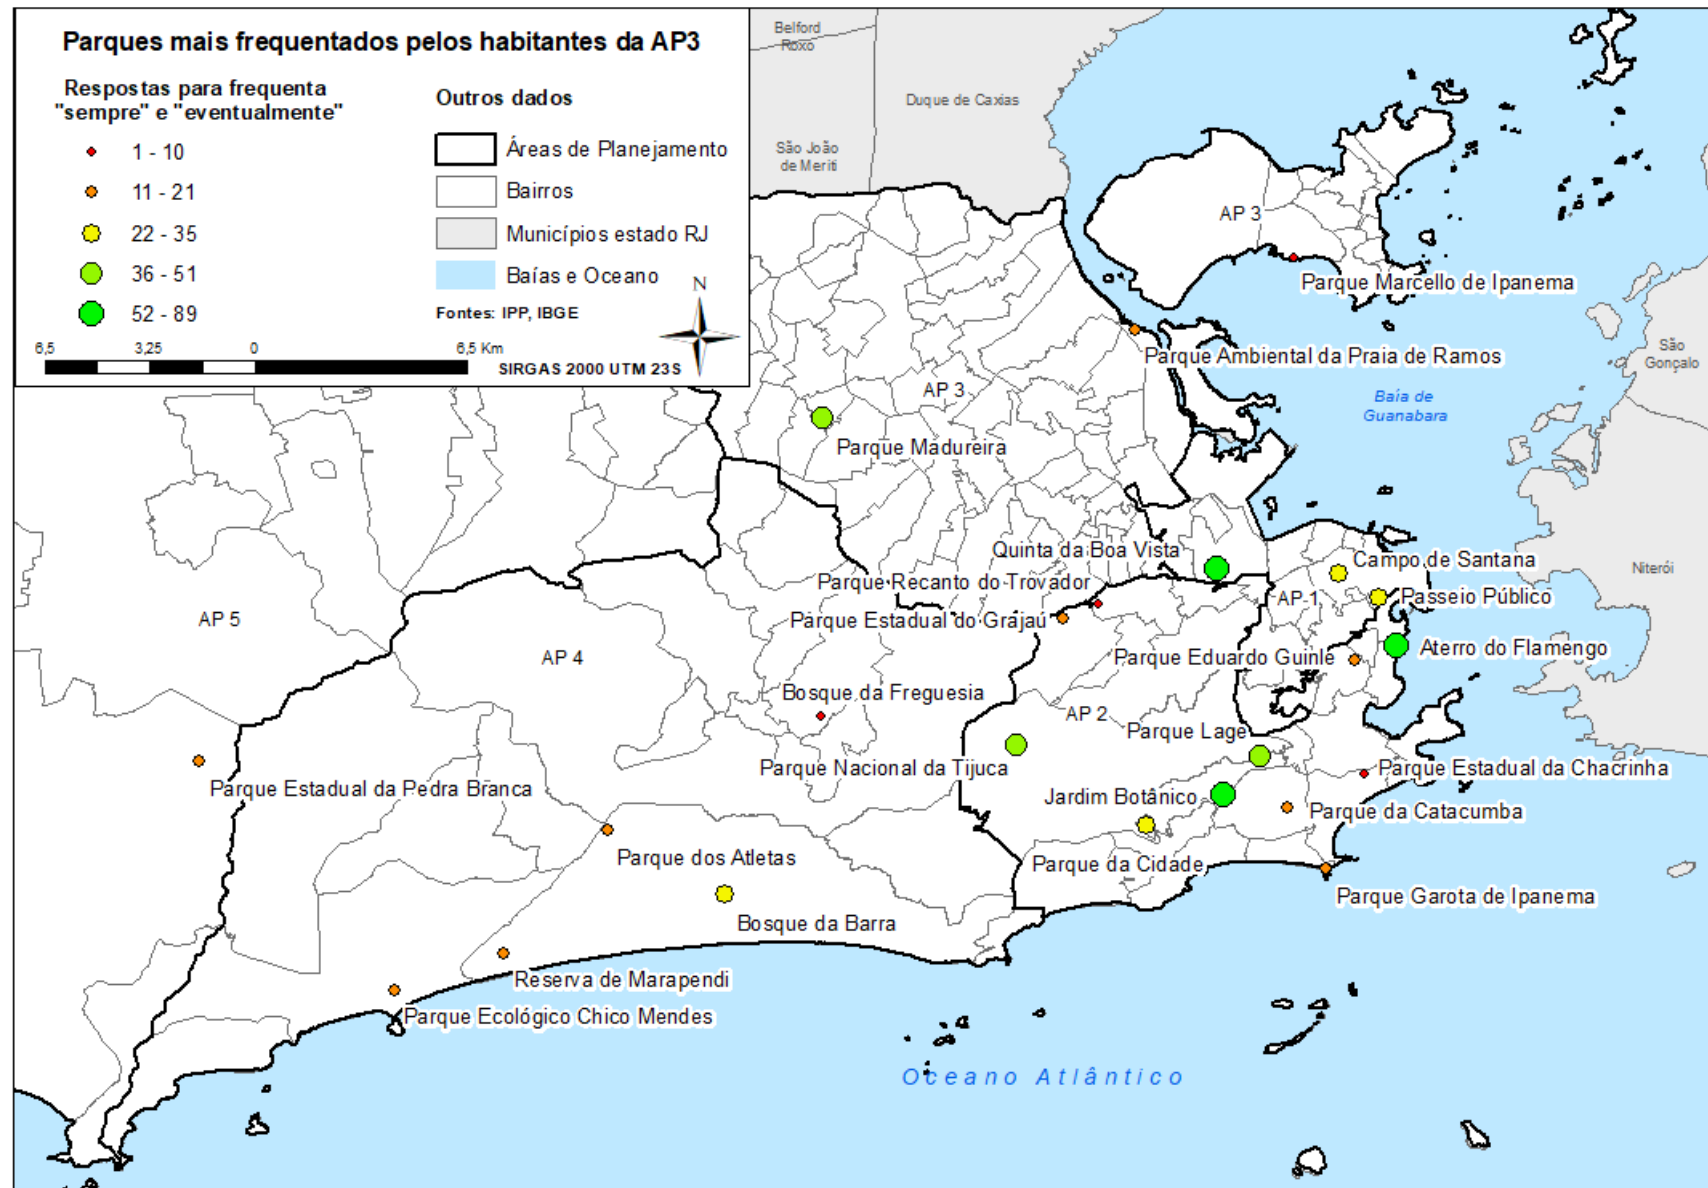 Parques mais frequentados pelos habitantes da AP3
Respostas para frequenta
"sempre" e "eventualmente"
1 - 10
11 - 21
22 - 35
36 - 51
52 - 89
Outros dados
Áreas de Planejamento
Bairros
Municípios estado RJ
Baías e Oceano
Fontes: IPP, IBGE
N
6,5
3,25
0
6,5 Km
SIRGAS 2000 UTM 23S
Belford
Roxo
Duque de Caxias
São João
de Meriti
AP 3
Parque Marcello de Ipanema
Parque Ambiental da Praia de Ramos
São
Gonçalo
AP 3
Baía de
Guanabara
Parque Madureira
Quinta da Boa Vista
Campo de Santana
Niterói
Parque Recanto do Trovador
AP 1
Passeio Público
AP 5
Parque Estadual do Grajaú
Aterro do Flamengo
AP 4
Parque Eduardo Guinle
Bosque da Freguesia
AP 2
Parque Lage
Parque Nacional da Tijuca
Parque Estadual da Chacrinha
Parque Estadual da Pedra Branca
Jardim Botânico
Parque da Catacumba
Parque dos Atletas
Parque da Cidade
Parque Garota de Ipanema
Bosque da Barra
Reserva de Marapendi
Parque Ecológico Chico Mendes
Oceano Atlântico